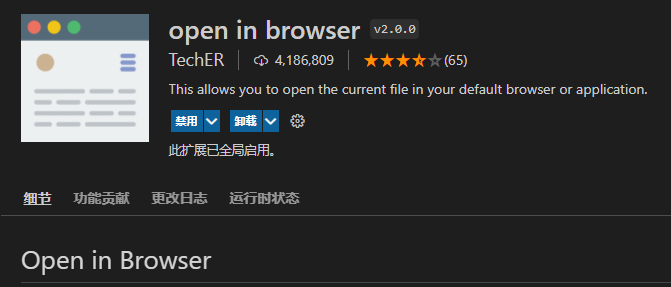 open in browser v2.0.0
TechER 4,186,809 (65)
This allows you to open the current file in your default browser or application.
禁用 卸载
此扩展已全局启用。
细节 功能贡献 更改日志 运行时状态
Open in Browser